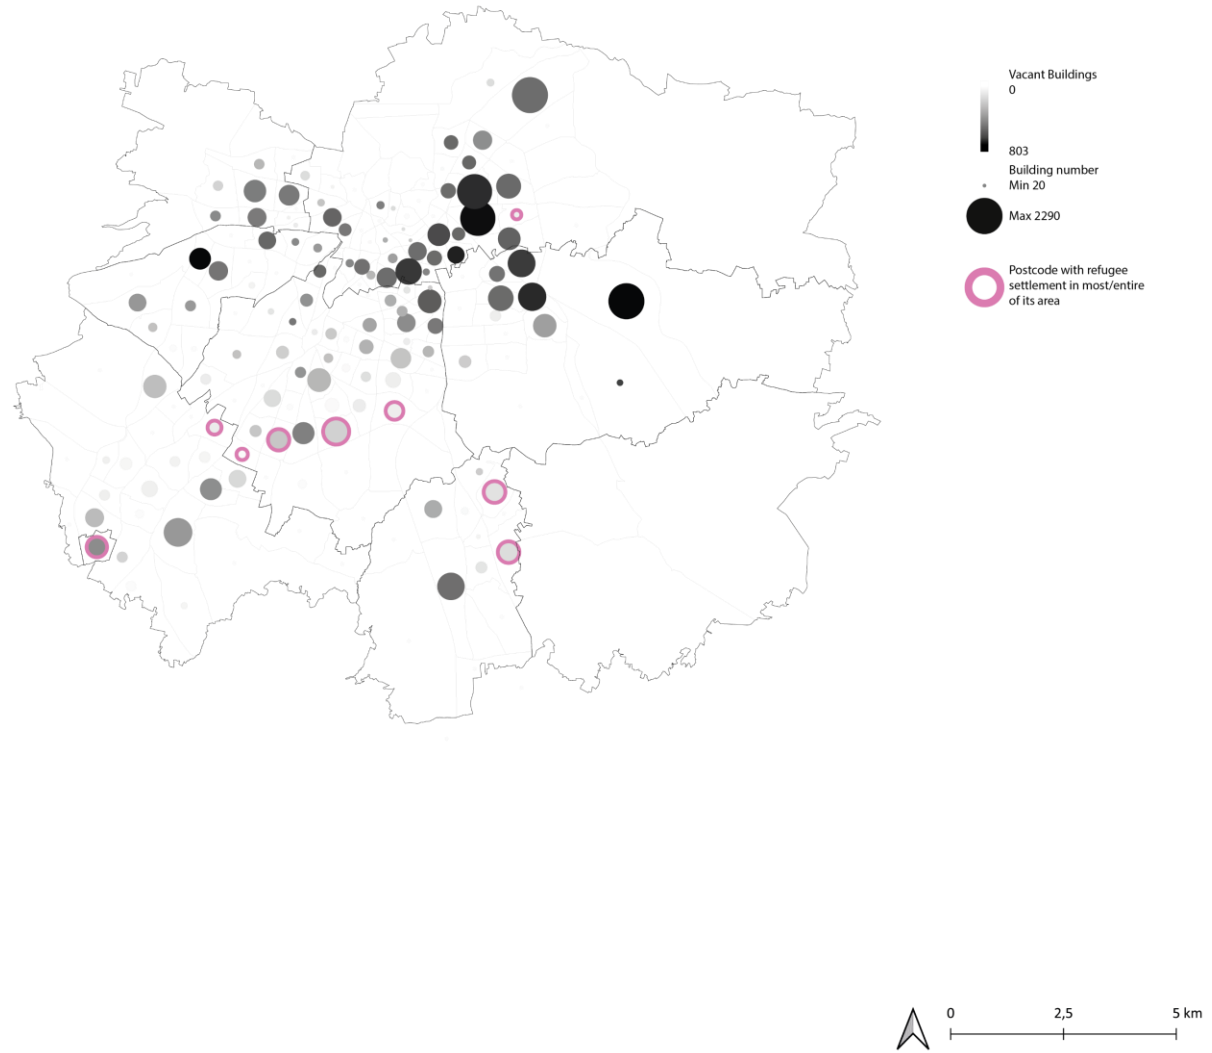 Vacant Buildings
0
803
Building number
Min 20
Max 2290
Postcode with refugee
settlement in most/entire
of its area
0 2,5 5 km